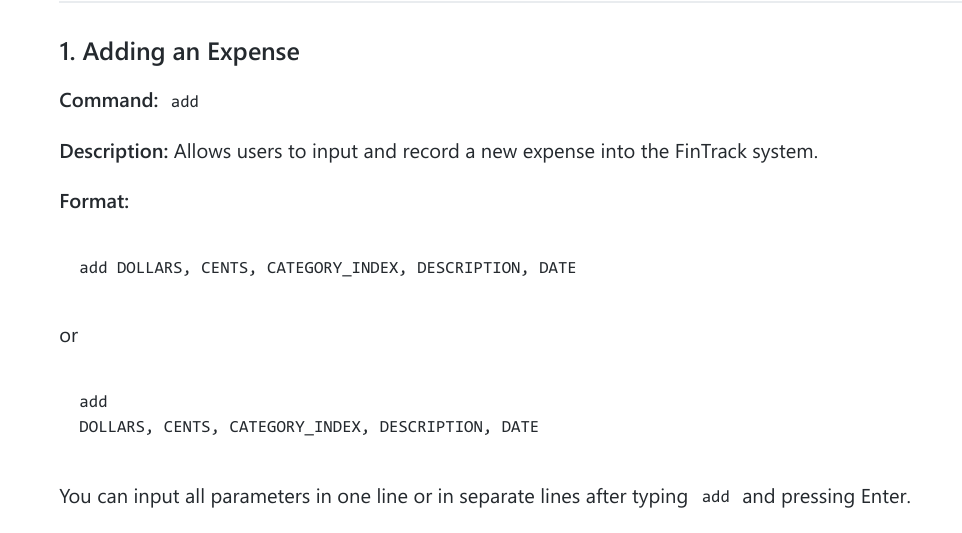 1. Adding an Expense
Command: add
Description: Allows users to input and record a new expense into the FinTrack system.
Format:
add DOLLARS, CENTS, CATEGORY_INDEX, DESCRIPTION, DATE
or
add
DOLLARS, CENTS, CATEGORY_INDEX, DESCRIPTION, DATE
You can input all parameters in one line or in separate lines after typing add and pressing Enter.